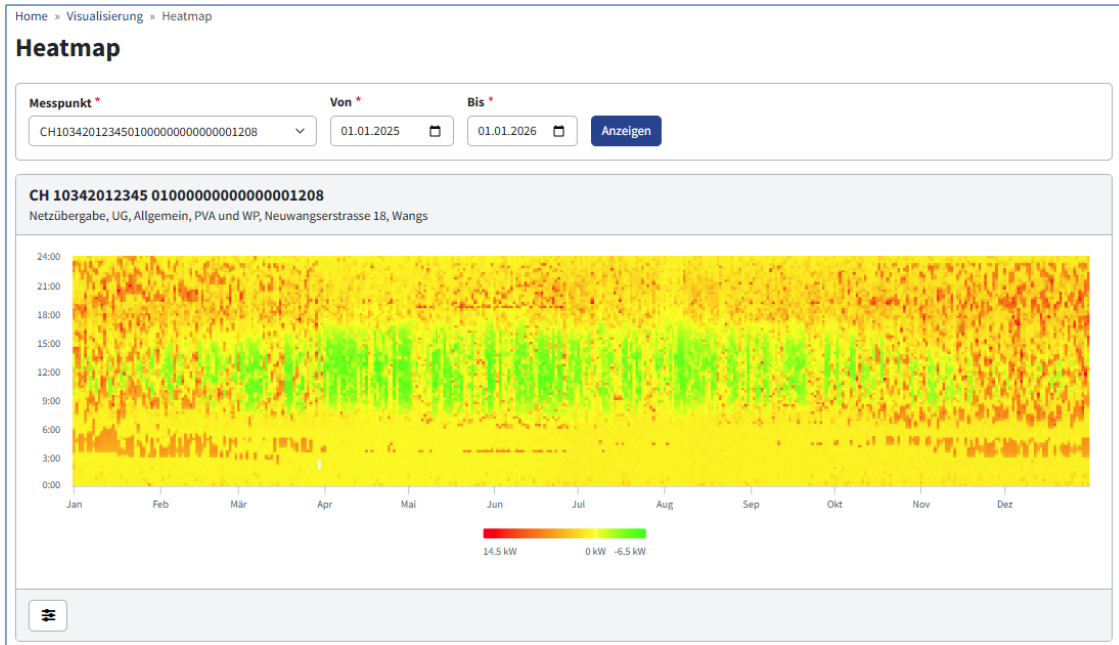 Home » Visualisierung » Heatmap
Heatmap
Messpunkt * Von * Bis *
CH1034201234501000000000000001208 01.01.2025 01.01.2026 Anzeigen
CH 10342012345 01000000000000001208
Netzübergabe, UG, Allgemein, PVA und WP, Neuwangserstrasse 18, Wangs
24:00
21:00
18:00
15:00
12:00
9:00
6:00
3:00
0:00
Jan Feb Mär Apr Mai Jun Jul Aug Sep Okt Nov Dez
14.5 kW 0 kW -6.5 kW